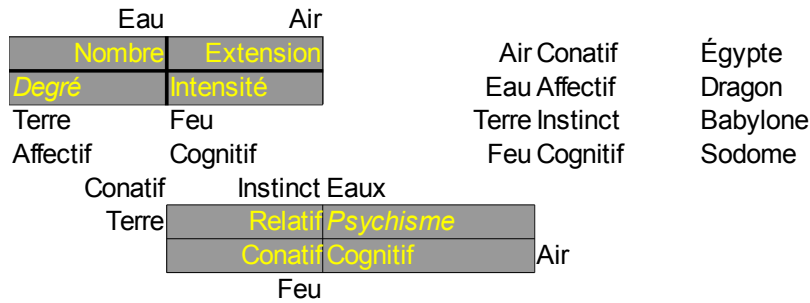 Eau Air
Nombre Extension Air Conatif Égypte
Degré Intensité Eau Affectif Dragon
Terre Feu Terre Instinct Babylone
Affectif Cognitif Feu Cognitif Sodome
Conatif Instinct Eaux
Terre Relatif Psychisme
Conatif Cognitif Air
Feu